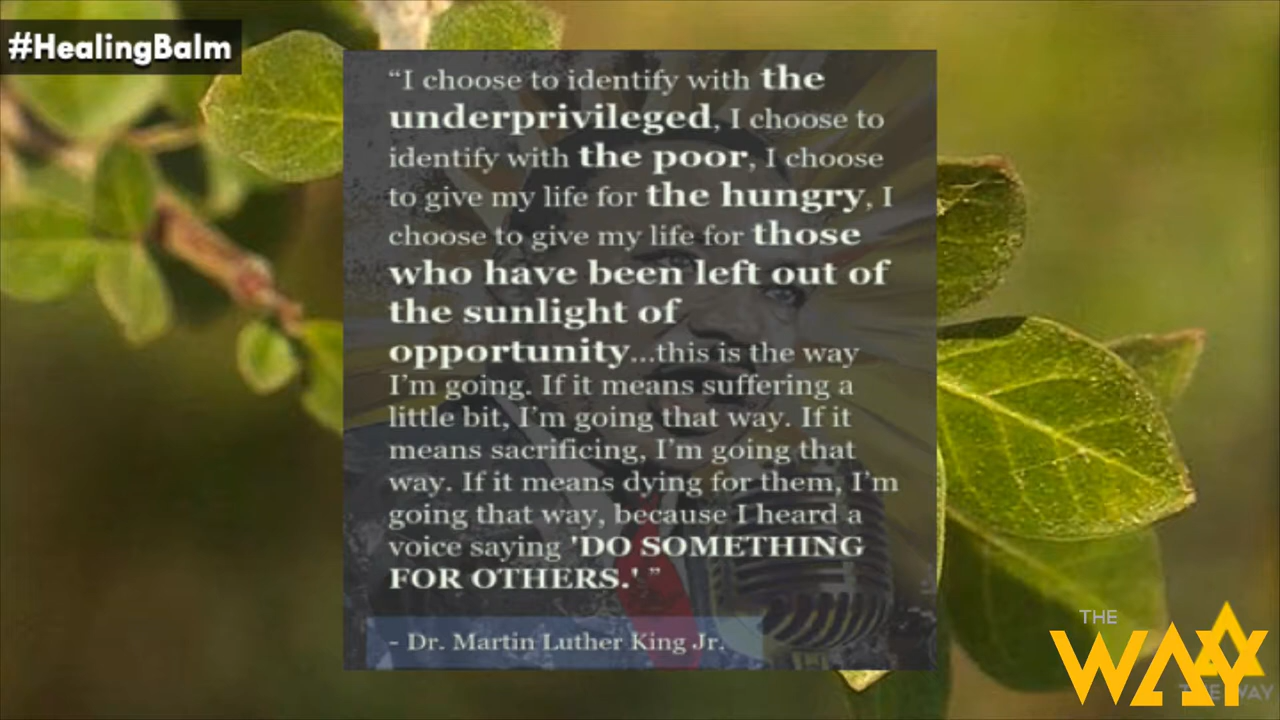 #HealingBalm
“I choose to identify with the
underprivileged, I choose to
identify with the poor, I choose
to give my life for the hungry, I
choose to give my life for those
who have been left out of
the sunlight of
opportunity...this is the way
I’m going. If it means suffering a
little bit, I’m going that way. If it
means sacrificing, I’m going that
way. If it means dying for them, I’m
going that way, because I heard a
voice saying 'DO SOMETHING
FOR OTHERS.' ”
- Dr. Martin Luther King Jr.
THE
WAY
THE WAY